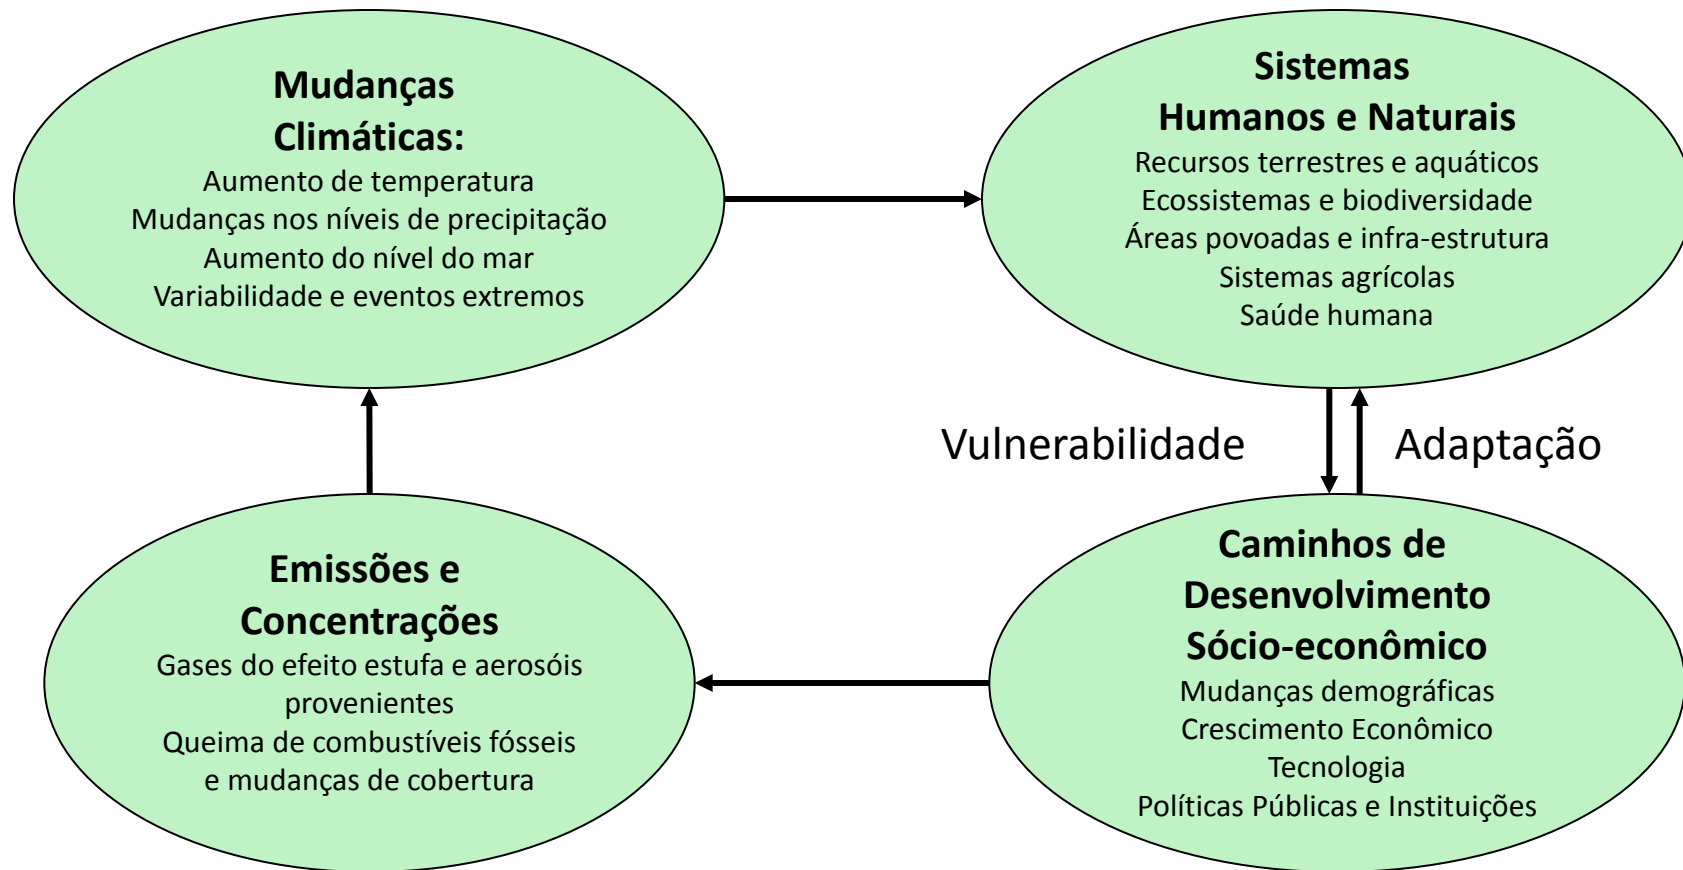 Mudanças
Climáticas:
Aumento de temperatura
Mudanças nos níveis de precipitação
Aumento do nível do mar
Variabilidade e eventos extremos
Sistemas
Humanos e Naturais
Recursos terrestres e aquáticos
Ecossistemas e biodiversidade
Áreas povoadas e infra-estrutura
Sistemas agrícolas
Saúde humana
Vulnerabilidade
Adaptação
Emissões e
Concentrações
Gases do efeito estufa e aerosóis
provenientes
Queima de combustíveis fósseis
e mudanças de cobertura
Caminhos de
Desenvolvimento
Sócio-econômico
Mudanças demográficas
Crescimento Econômico
Tecnologia
Políticas Públicas e Instituições